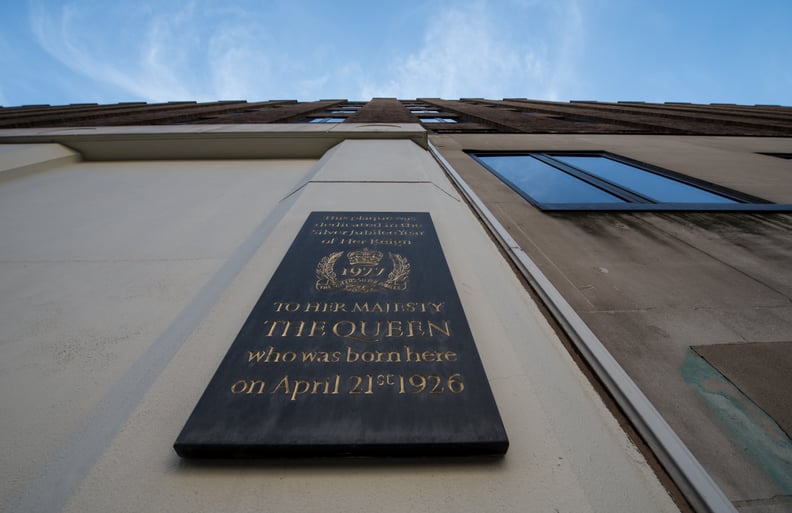 This plaque was
dedicated in the
Silver Jubilee Year
of Her Reign
1977
TO HER MAJESTY
THE QUEEN
who was born here
on April 21st 1926